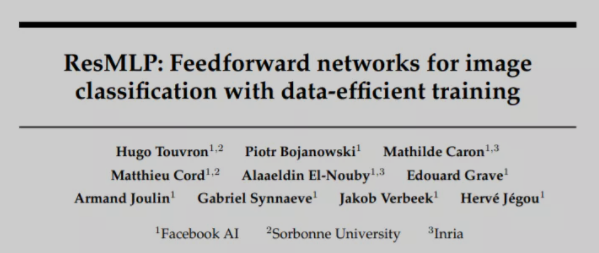 ResMLP: Feedforward networks for image
classification with data-efficient training
Hugo Touvron¹,² Piotr Bojanowski¹ Mathilde Caron¹,³
Matthieu Cord¹,² Alaaeldin El-Nouby¹,³ Edouard Grave¹
Armand Joulin¹ Gabriel Synnaeve¹ Jakob Verbeek¹ Hervé Jégou¹
¹Facebook AI ²Sorbonne University ³Inria